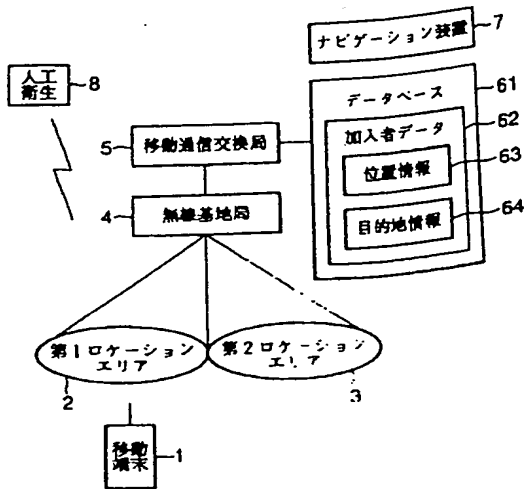 ナビゲーション装置
7
人工
衛生
8
データベース
61
加入者データ
62
5
移動通信交換局
位置情報
63
4
無線基地局
目的地情報
64
第1ロケーション
エリア
第2ロケーション
エリア
2
3
移動
端末
1